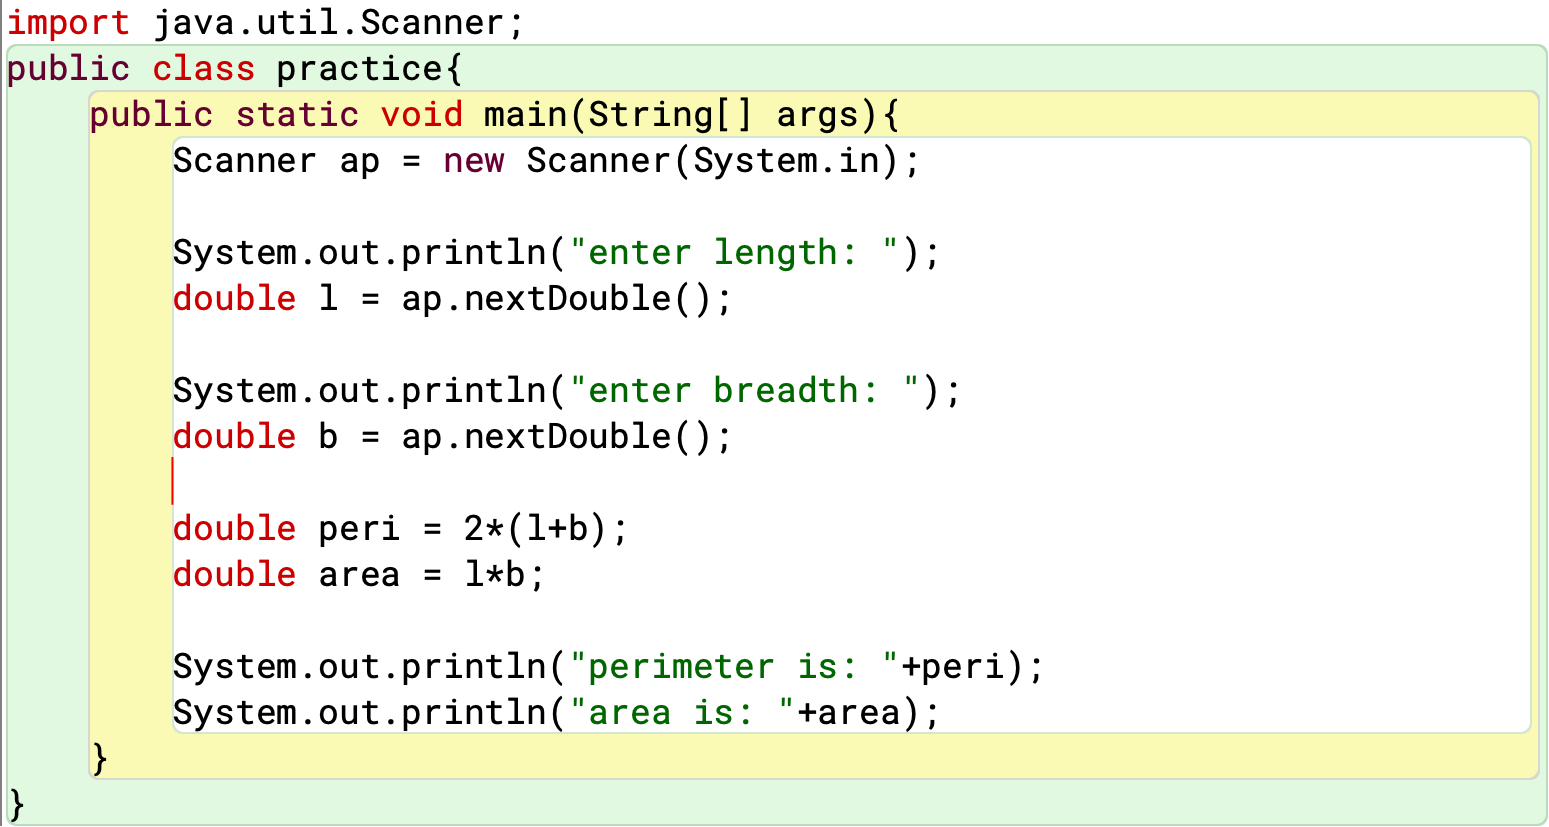 import java.util.Scanner;
public class practice{
    public static void main(String[] args){
        Scanner ap = new Scanner(System.in);

        System.out.println("enter length: ");
        double l = ap.nextDouble();

        System.out.println("enter breadth: ");
        double b = ap.nextDouble();

        double peri = 2*(l+b);
        double area = l*b;

        System.out.println("perimeter is: "+peri);
        System.out.println("area is: "+area);
    }
}